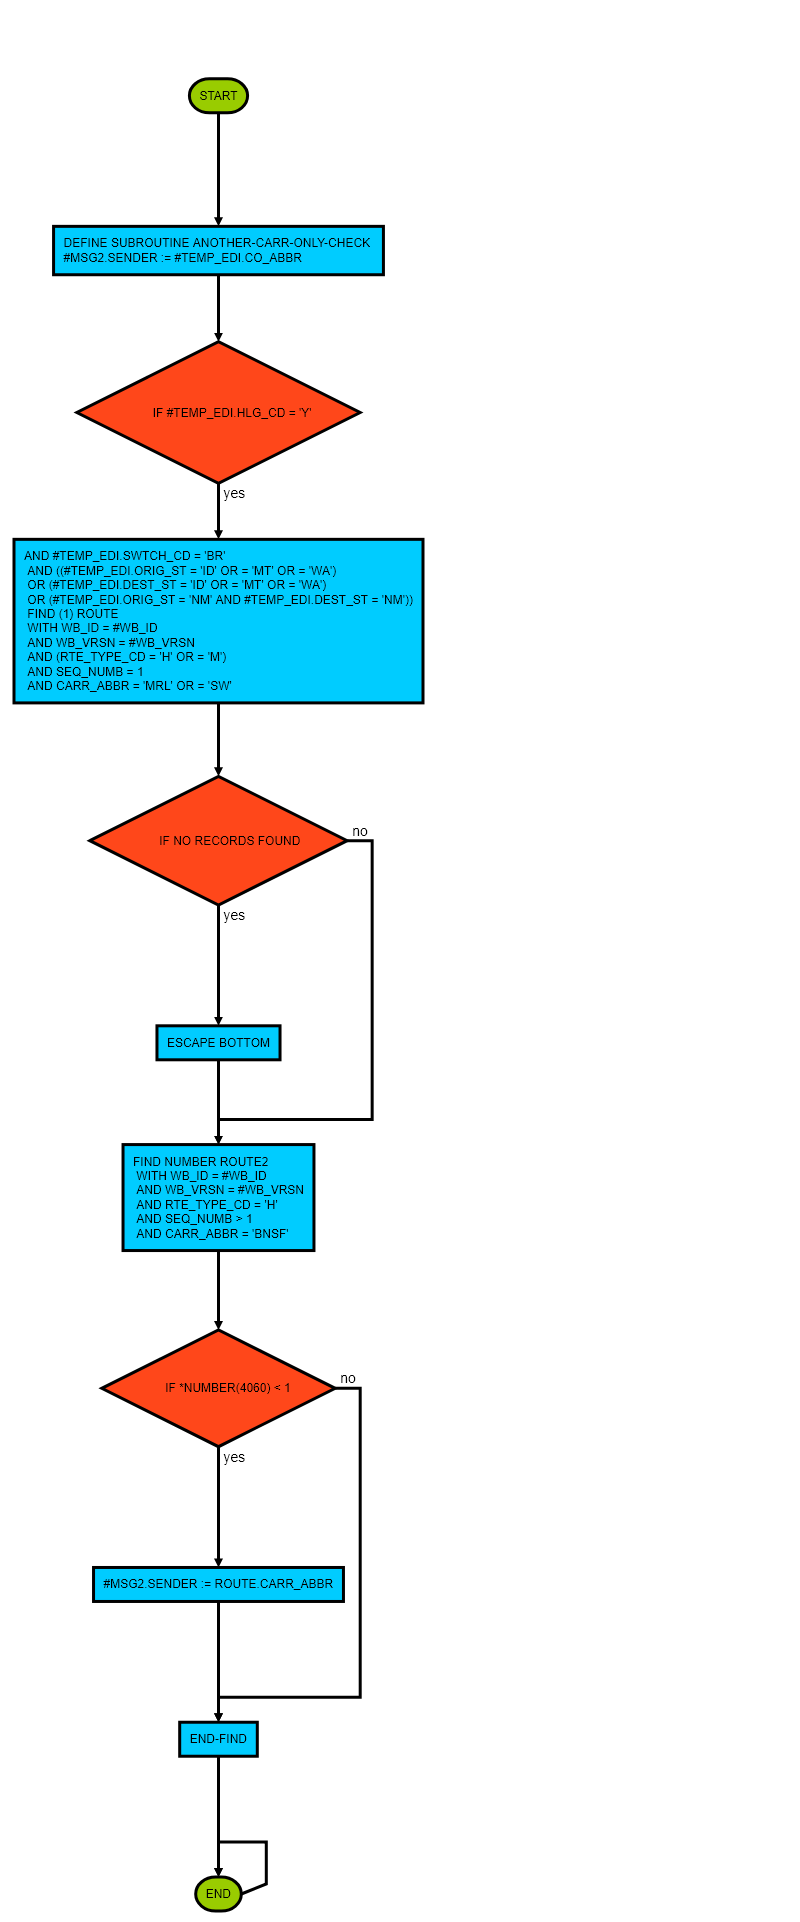 START
DEFINE SUBROUTINE ANOTHER-CARR-ONLY-CHECK
#MSG2.SENDER := #TEMP_EDI.CO_ABBR
IF #TEMP_EDI.HLG_CD = 'Y'
yes
AND #TEMP_EDI.SWTCH_CD = 'BR'
AND ((#TEMP_EDI.ORIG_ST = 'ID' OR = 'MT' OR = 'WA')
OR (#TEMP_EDI.DEST_ST = 'ID' OR = 'MT' OR = 'WA')
OR (#TEMP_EDI.ORIG_ST = 'NM' AND #TEMP_EDI.DEST_ST = 'NM'))
FIND (1) ROUTE
WITH WB_ID = #WB_ID
AND WB_VRSN = #WB_VRSN
AND (RTE_TYPE_CD = 'H' OR = 'M')
AND SEQ_NUMB = 1
AND CARR_ABBR = 'MRL' OR = 'SW'
IF NO RECORDS FOUND
no
yes
ESCAPE BOTTOM
FIND NUMBER ROUTE2
WITH WB_ID = #WB_ID
AND WB_VRSN = #WB_VRSN
AND RTE_TYPE_CD = 'H'
AND SEQ_NUMB > 1
AND CARR_ABBR = 'BNSF'
IF *NUMBER(4060) < 1
no
yes
#MSG2.SENDER := ROUTE.CARR_ABBR
END-FIND
END